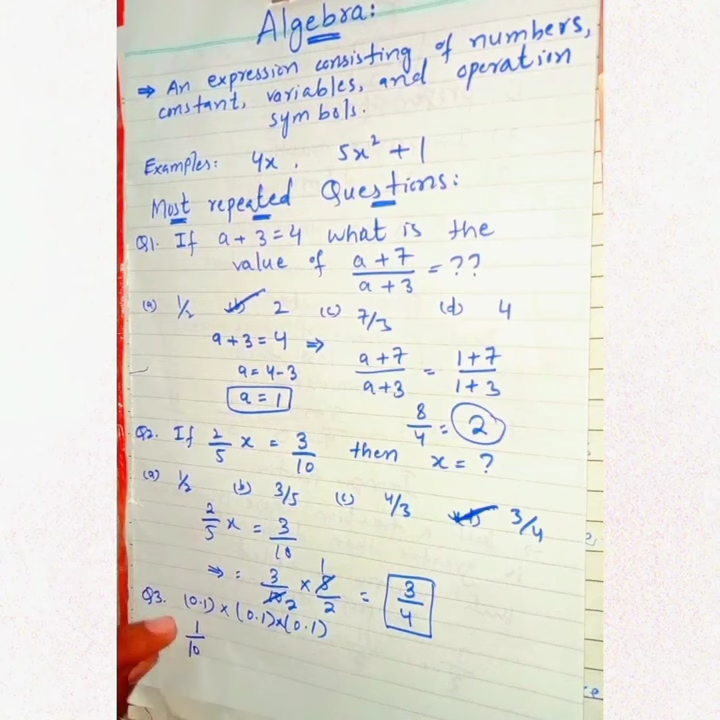 Algebra:
⇒ An expression consisting of numbers,
constant, variables, and operation
symbols.
Examples: 4x, 5x² + 1
Most repeated Questions:
Q1. If a + 3 = 4 what is the
value of (a + 7)/(a + 3) = ??
(a) 1/2 (b) 2 (c) 7/3 (d) 4
a + 3 = 4 ⇒ (a + 7)/(a + 3) = (1 + 7)/(1 + 3)
a = 4 - 3
a = 1
8/4 = 2
Q2. If 2/5 x = 3/10 then x = ?
(a) 1/2 (b) 3/5 (c) 4/3 3/4
2/5 x = 3/10
⇒ = 3/10 2 × 1 5/2 = 3/4
Q3. (0.1) × (0.1) × (0.1)
1/10